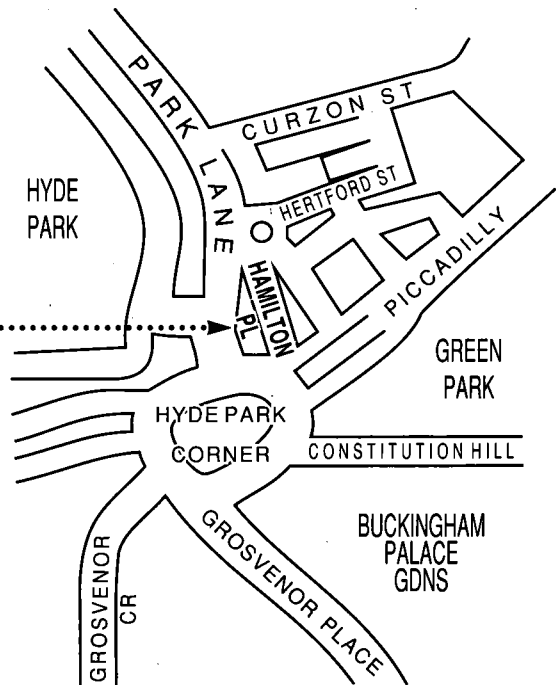 PARK LANE
CURZON ST
HYDE
PARK
HERTFORD ST
HAMILTON
PL
PICCADILLY
GREEN
PARK
HYDE PARK
CORNER
CONSTITUTION HILL
GROSVENOR
CR
GROSVENOR PLACE
BUCKINGHAM
PALACE
GDNS